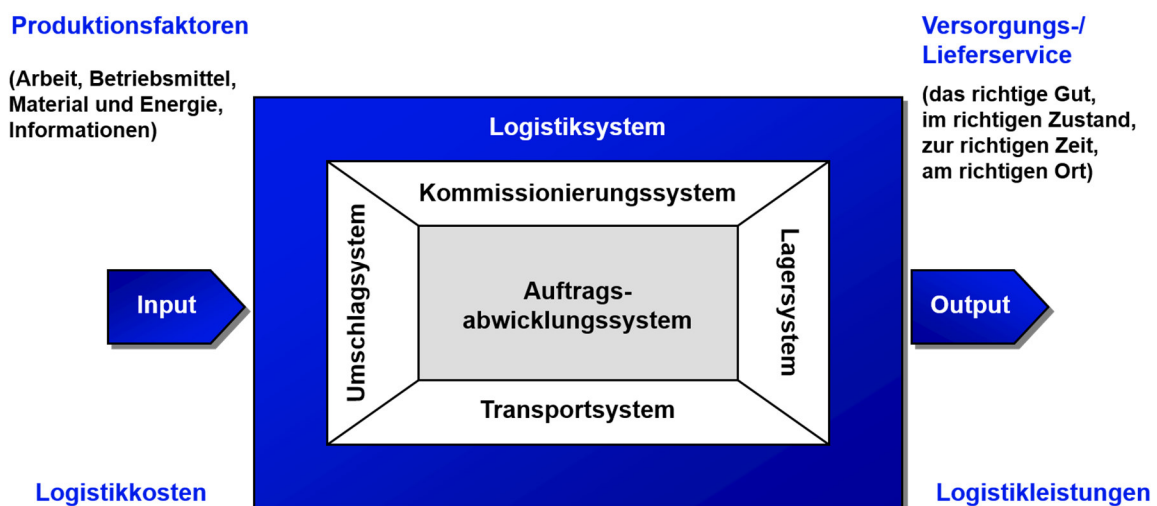 Produktionsfaktoren
(Arbeit, Betriebsmittel,
Material und Energie,
Informationen)
Versorgungs-/
Lieferservice
(das richtige Gut,
im richtigen Zustand,
zur richtigen Zeit,
am richtigen Ort)
Logistiksystem
Kommissionierungssystem
Umschlagsystem
Auftrags-
abwicklungssystem
Lagersystem
Transportsystem
Input
Output
Logistikkosten
Logistikleistungen